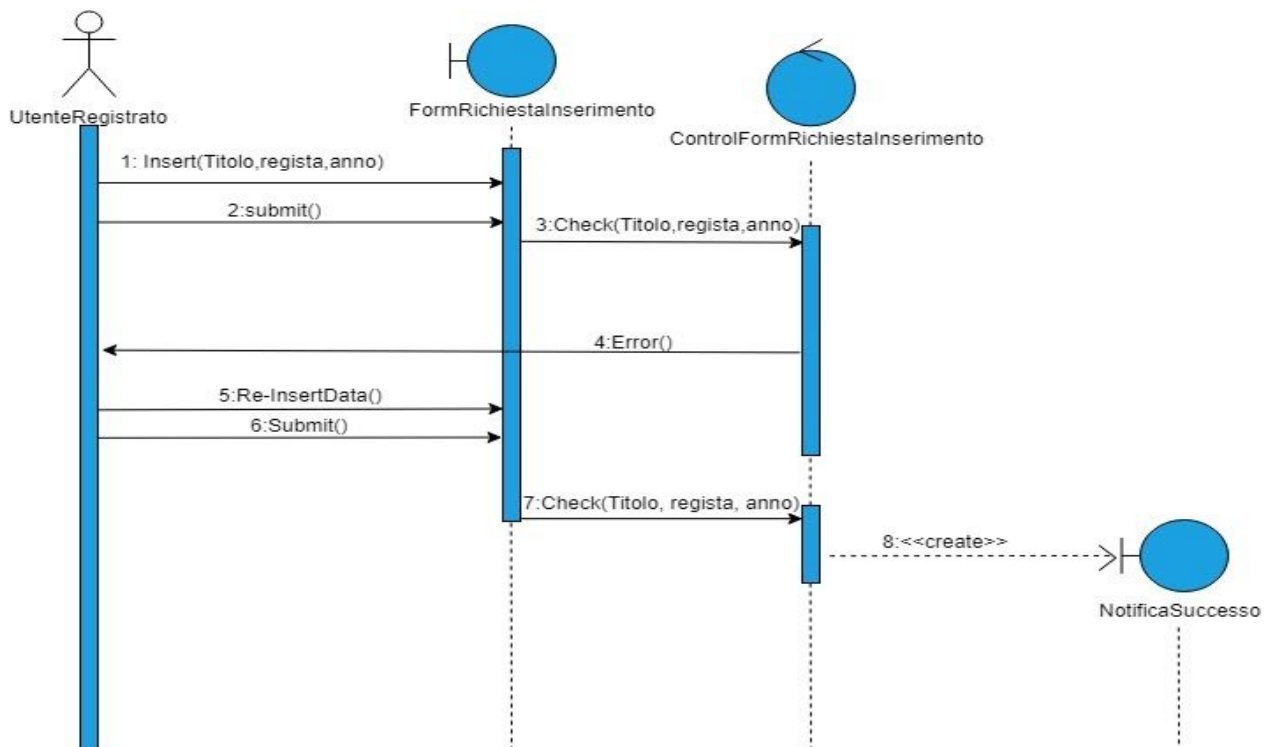 UtenteRegistrato
FormRichiestaInserimento
ControlFormRichiestaInserimento
1: Insert(Titolo,regista,anno)
2:submit()
3:Check(Titolo,regista,anno)
4:Error()
5:Re-InsertData()
6:Submit()
7:Check(Titolo, regista, anno)
8:<<create>>
NotificaSuccesso